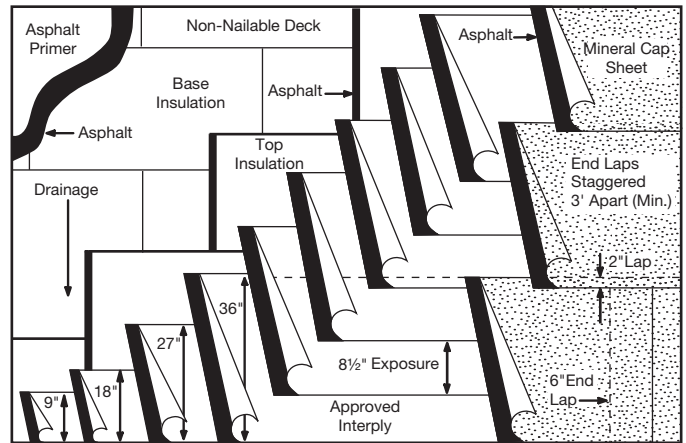 Asphalt
Primer
Non-Nailable Deck
Asphalt
Mineral Cap
Sheet
Base
Insulation
Asphalt
Asphalt
Top
Insulation
End Laps
Staggered
3' Apart (Min.)
Drainage
2" Lap
36"
27"
18"
9"
8½" Exposure
6" End
Lap
Approved
Interply